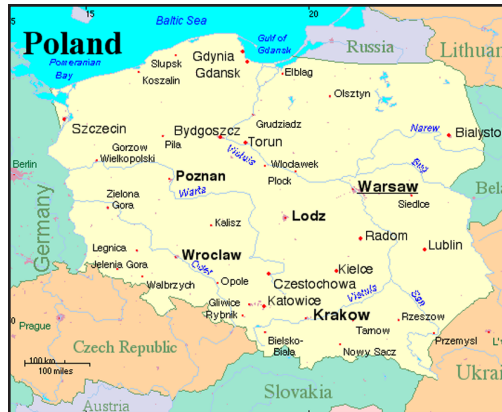 15
20
Baltic Sea
Poland
Pomeranian
Bay
Gulf of
Gdansk
Russia
Lithuan
Slupsk
Koszalin
Gdynia
Gdansk
Elblag
Olsztyn
Szczecin
Bydgoszcz
Grudziadz
Torun
Pila
Vistula
Narew
Bialysto
Gorzow
Wielkopolski
Berlin
Poznan
Wloclawek
Plock
Bug
Warsaw
Siedlce
Bela
Warta
Zielona
Gora
Germany
Kalisz
Lodz
Radom
Lublin
Legnica
Jelenia Gora
Wroclaw
Oder
Walbrzych
Opole
Czestochowa
Kielce
Gliwice
Rybnik
Katowice
Vistula
San
Krakow
Rzeszow
Tarnow
Przemysl
Prague
Bielsko-
Biala
Nowy Sacz
L'v
Czech Republic
100 km
100 miles
Slovakia
Ukrai
Austria
0